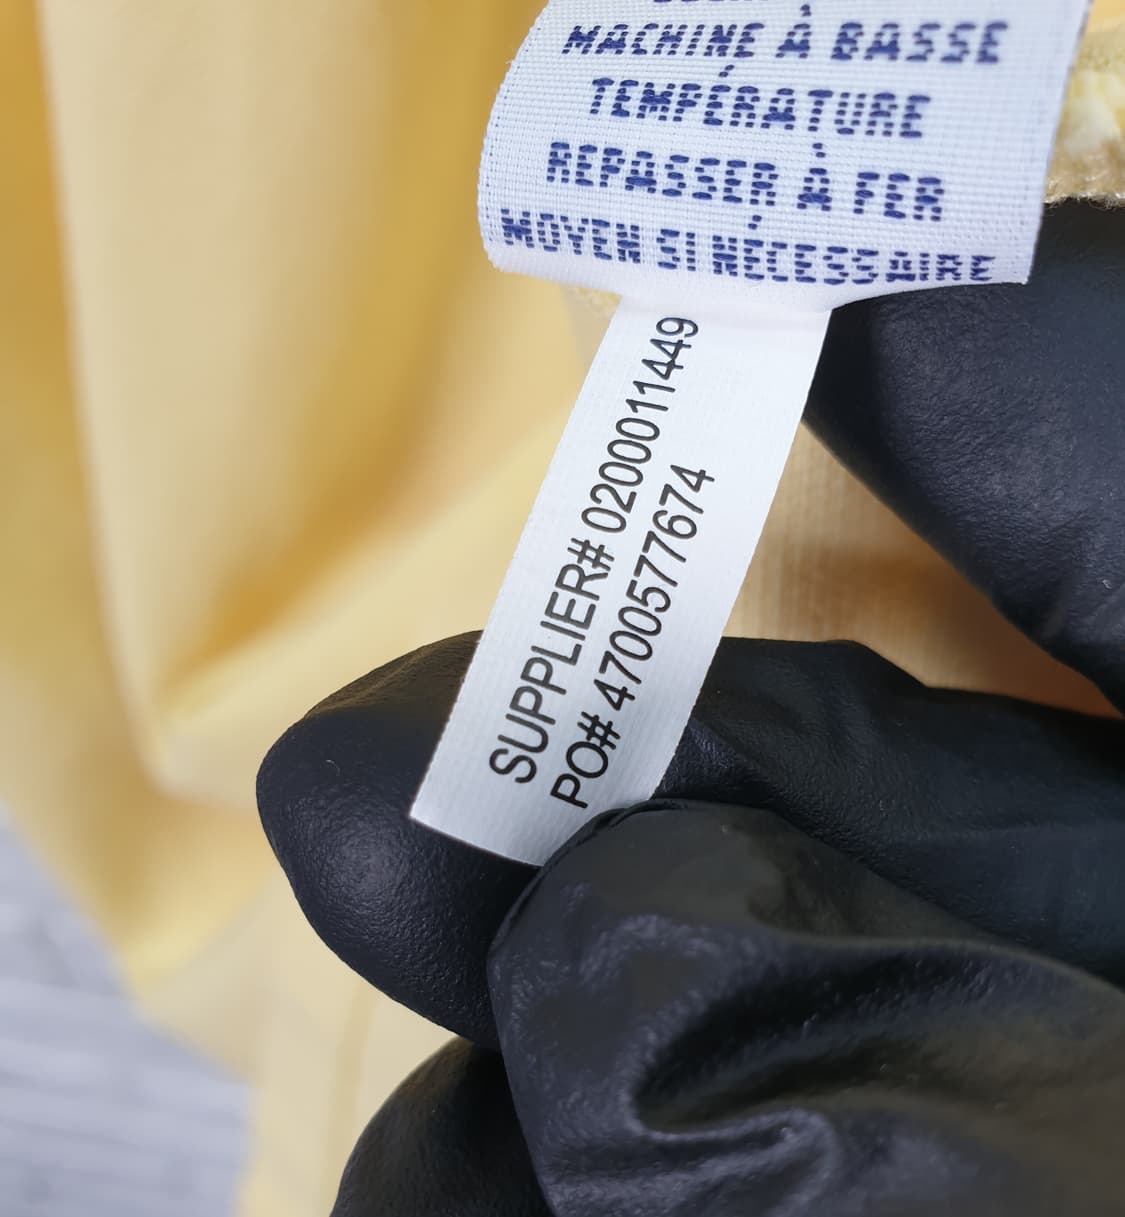 MACHINE À BASSE
TEMPÉRATURE
REPASSER À FER
MOYEN SI NÉCESSAIRE
SUPPLIER# 0200011449
PO# 4700577674